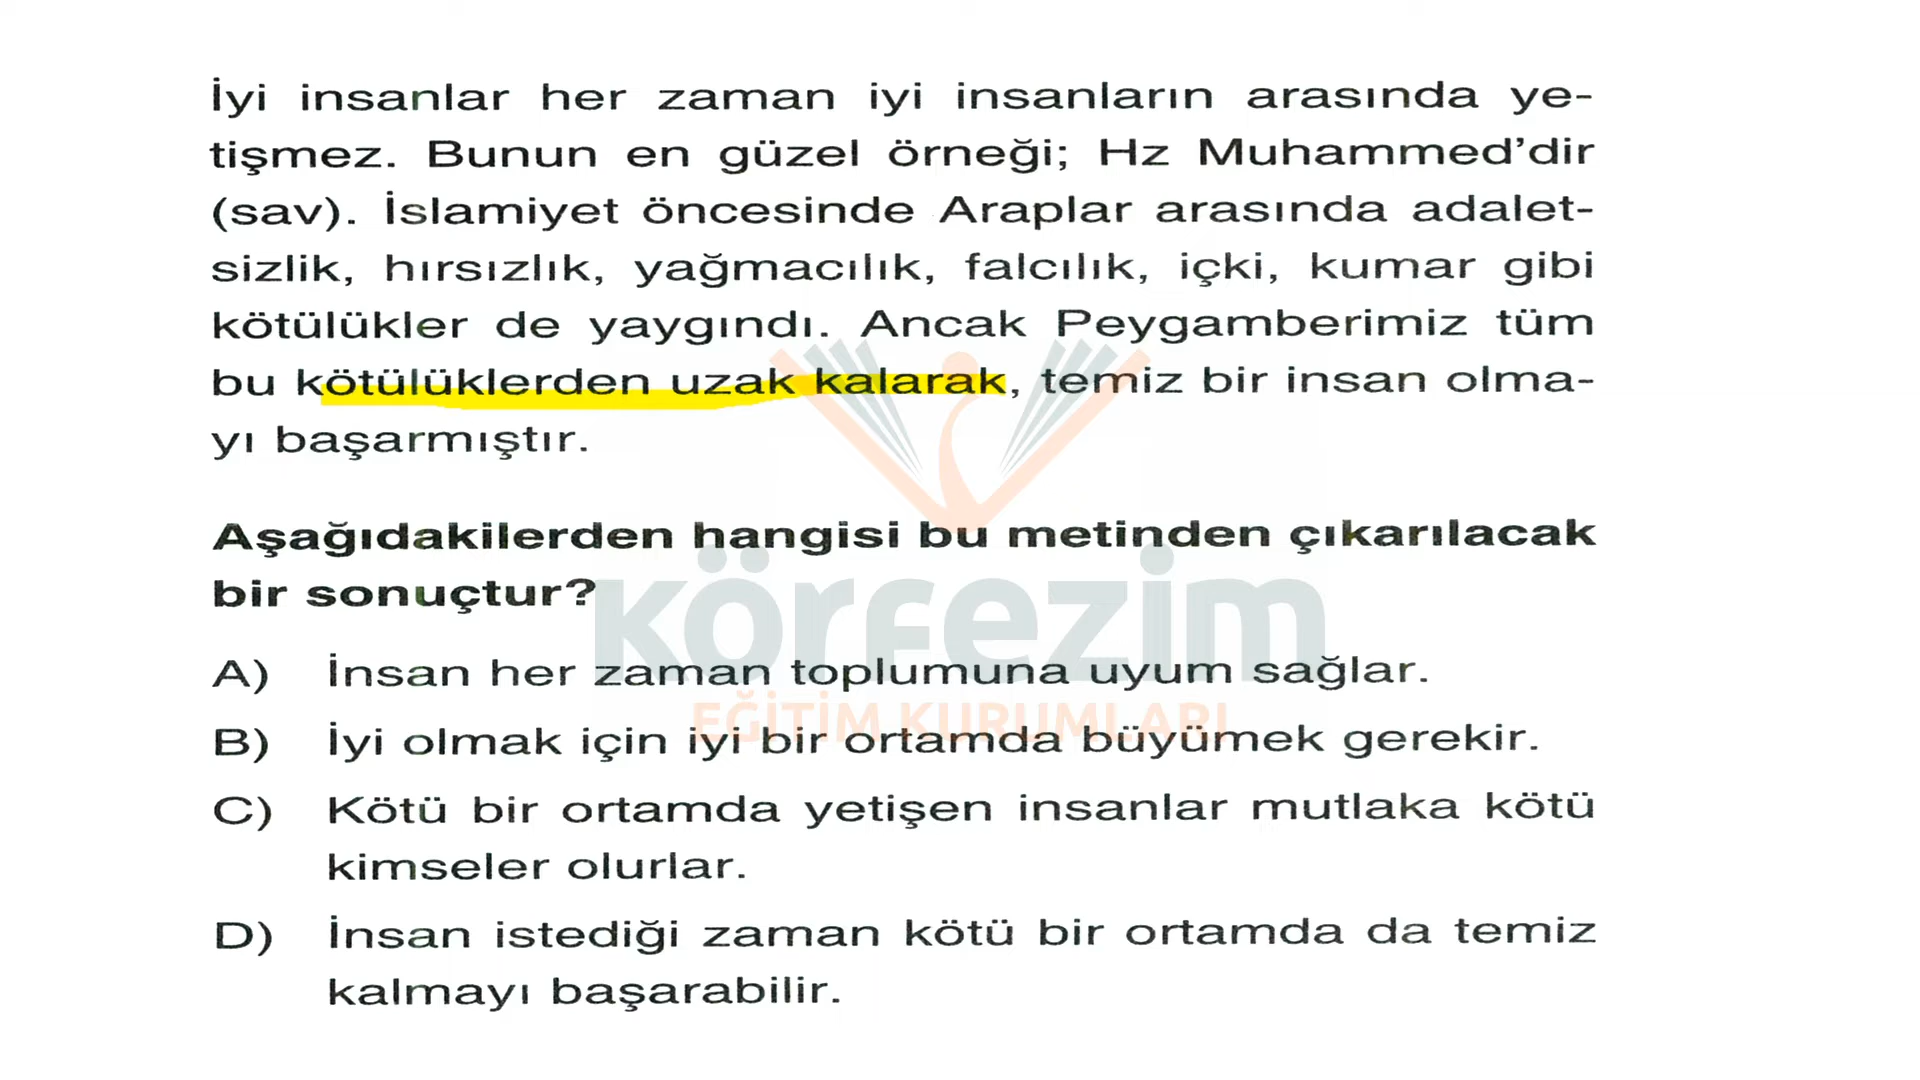 İyi insanlar her zaman iyi insanların arasında ye-
tişmez. Bunun en güzel örneği; Hz Muhammed’dir
(sav). İslamiyet öncesinde Araplar arasında adalet-
sizlik, hırsızlık, yağmacılık, falcılık, içki, kumar gibi
kötülükler de yaygındı. Ancak Peygamberimiz tüm
bu kötülüklerden uzak kalarak, temiz bir insan olma-
yı başarmıştır.
Aşağıdakilerden hangisi bu metinden çıkarılacak
bir sonuçtur?
körfezim
A) İnsan her zaman toplumuna uyum sağlar.
EĞİTİM KURUMLARI
B) İyi olmak için iyi bir ortamda büyümek gerekir.
C) Kötü bir ortamda yetişen insanlar mutlaka kötü
kimseler olurlar.
D) İnsan istediği zaman kötü bir ortamda da temiz
kalmayı başarabilir.